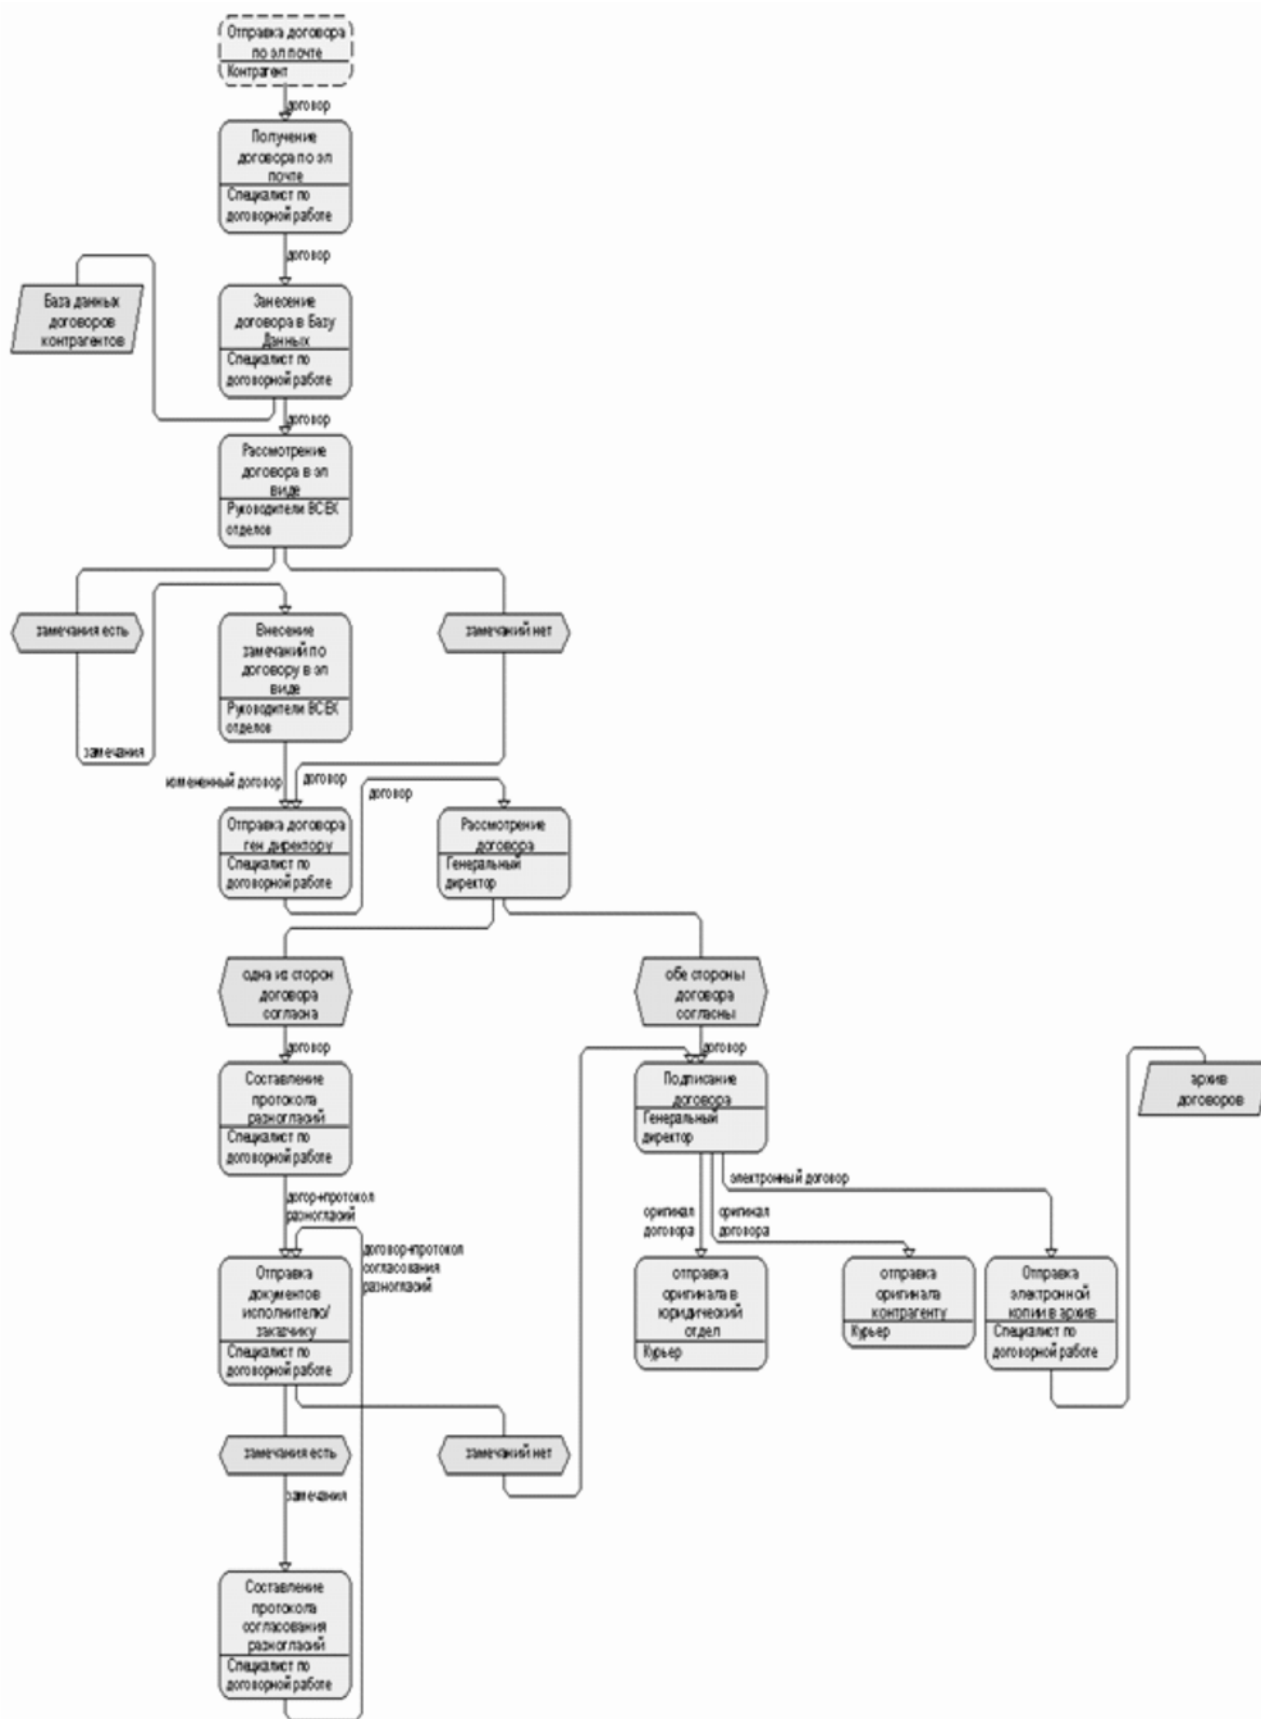 Отправка договора
по эл почте
Контрагент
договор
Получение
договора по эл
почте
Специалист по
договорной работе
договор
База данных
договоров
контрагентов
Занесение
договора в Базу
Данных
Специалист по
договорной работе
договор
Рассмотрение
договора в эл
виде
Руководители ВСЕХ
отделов
замечания есть
Внесение
замечаний по
договору в эл
виде
Руководители ВСЕХ
отделов
замечаний нет
замечания
измененный договор
договор
договор
Отправка договора
ген директору
Специалист по
договорной работе
Рассмотрение
договора
Генеральный
директор
одна из сторон
договора
согласна
обе стороны
договора
согласны
договор
договор
Составление
протокола
разногласий
Специалист по
договорной работе
Подписание
договора
Генеральный
директор
архив
договоров
электронный договор
догор+протокол
разногласий
оригинал
договора
оригинал
договора
договор+протокол
согласования
разногласий
Отправка
документов
исполнителю/
заказчику
Специалист по
договорной работе
отправка
оригинала в
юридический
отдел
Курьер
отправка
оригинала
контрагенту
Курьер
Отправка
электронной
копии в архив
Специалист по
договорной работе
замечания есть
замечаний нет
замечания
Составление
протокола
согласования
разногласий
Специалист по
договорной работе